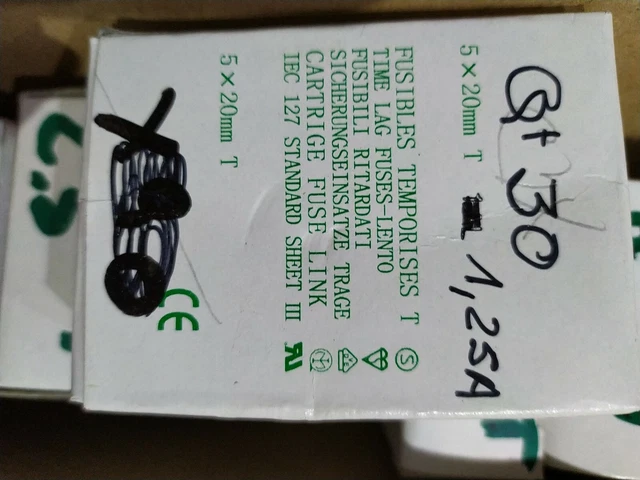 Qt 30
5×20mm T 1,25A
FUSIBLES TEMPORISES T
TIME LAG FUSES-LENTO
FUSIBILI RITARDATI
SICHERUNGSEINSATZE TRAGE
CARTRIGE FUSE LINK
IEC 127 STANDARD SHEET III
5×20mm T
CE